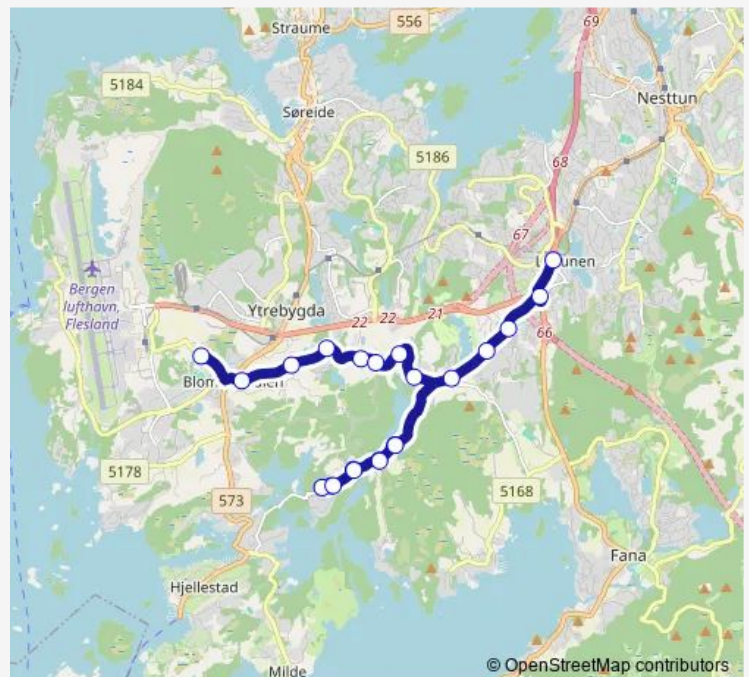 Straume
556
69
5184
Nesttun
Søreide
5186
68
67
Bergen
lufthavn,
Flesland
Ytrebygda
22 22 21
66
5178
573
5168
Fana
Hjellestad
Milde
© OpenStreetMap contributors